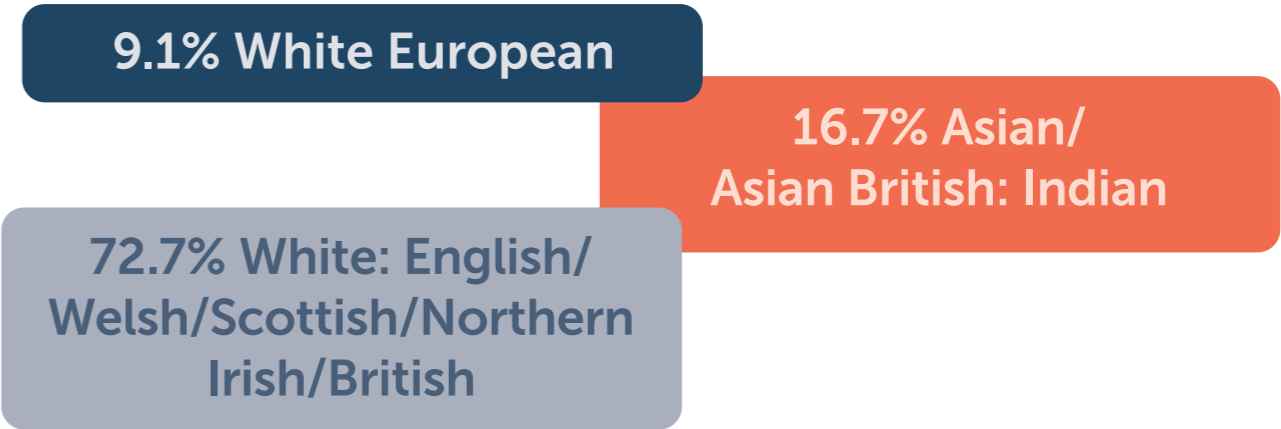 9.1% White European
16.7% Asian/
Asian British: Indian
72.7% White: English/
Welsh/Scottish/Northern
Irish/British